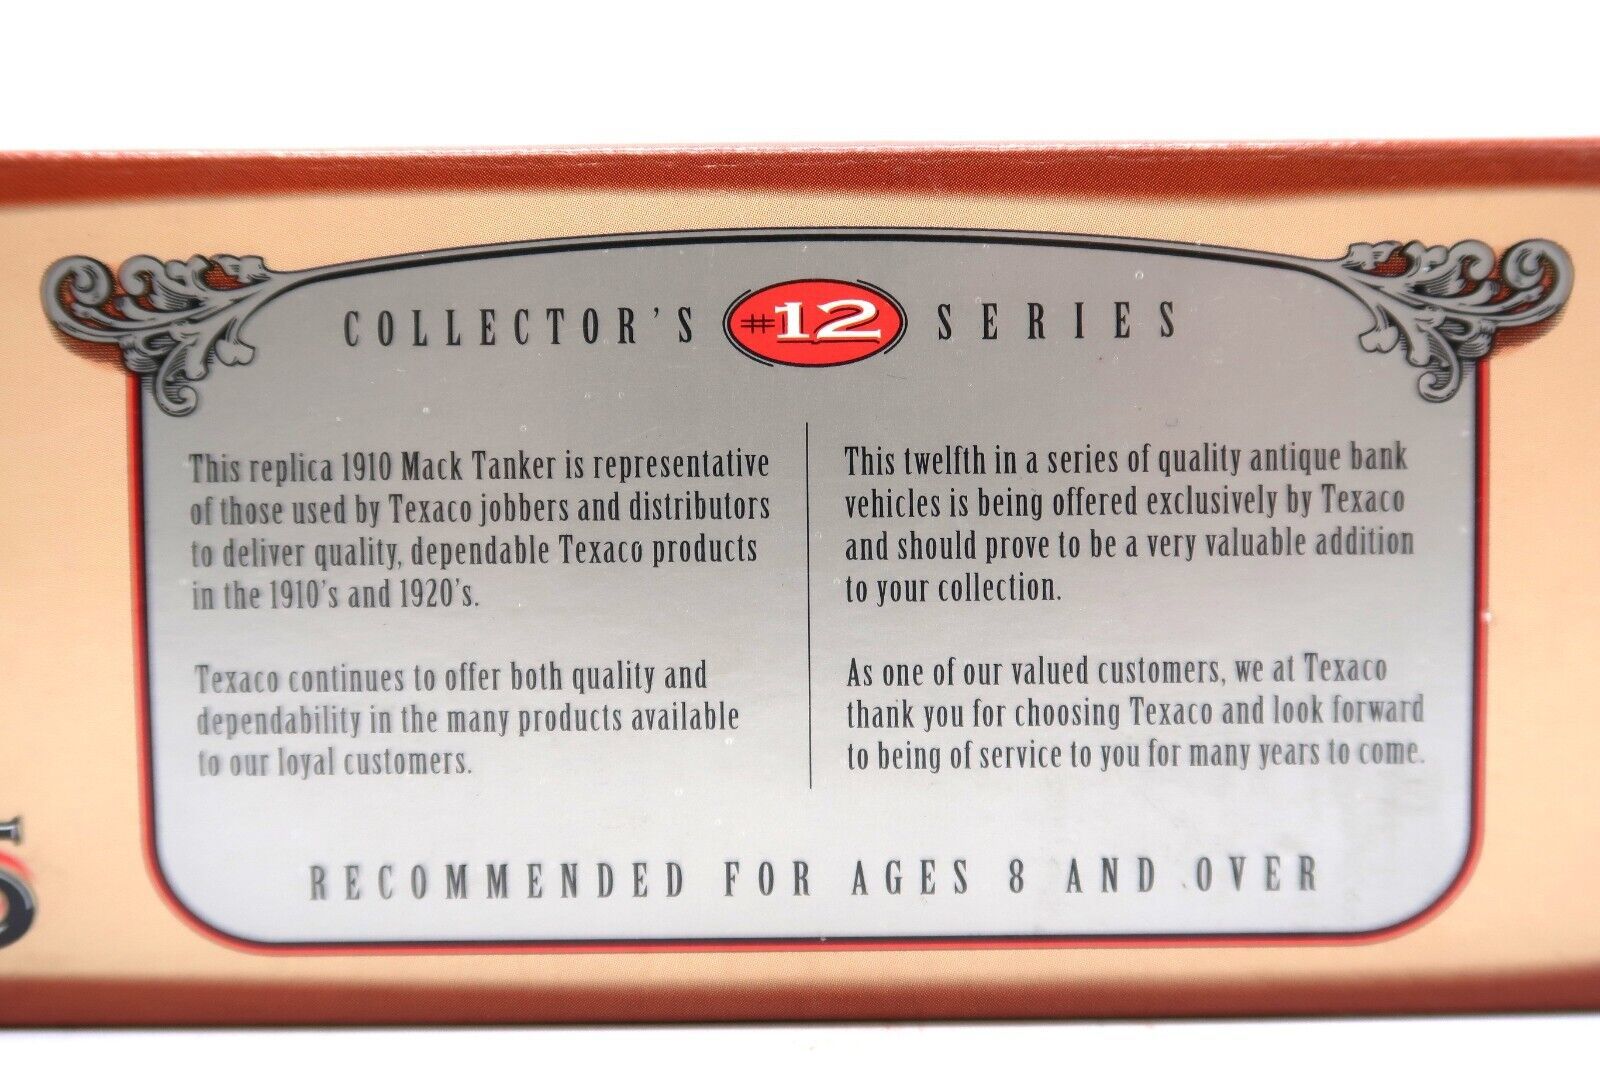 COLLECTOR'S #12 SERIES
This replica 1910 Mack Tanker is representative
of those used by Texaco jobbers and distributors
to deliver quality, dependable Texaco products
in the 1910's and 1920's.
Texaco continues to offer both quality and
dependability in the many products available
to our loyal customers.
This twelfth in a series of quality antique bank
vehicles is being offered exclusively by Texaco
and should prove to be a very valuable addition
to your collection.
As one of our valued customers, we at Texaco
thank you for choosing Texaco and look forward
to being of service to you for many years to come.
RECOMMENDED FOR AGES 8 AND OVER